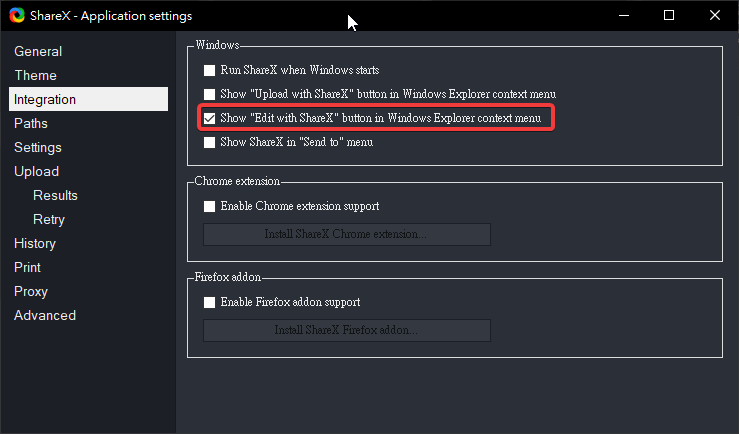 ShareX - Application settings
General
Theme
Integration
Paths
Settings
Upload
Results
Retry
History
Print
Proxy
Advanced
Windows
Run ShareX when Windows starts
Show "Upload with ShareX" button in Windows Explorer context menu
Show "Edit with ShareX" button in Windows Explorer context menu
Show ShareX in "Send to" menu
Chrome extension
Enable Chrome extension support
Install ShareX Chrome extension...
Firefox addon
Enable Firefox addon support
Install ShareX Firefox addon...